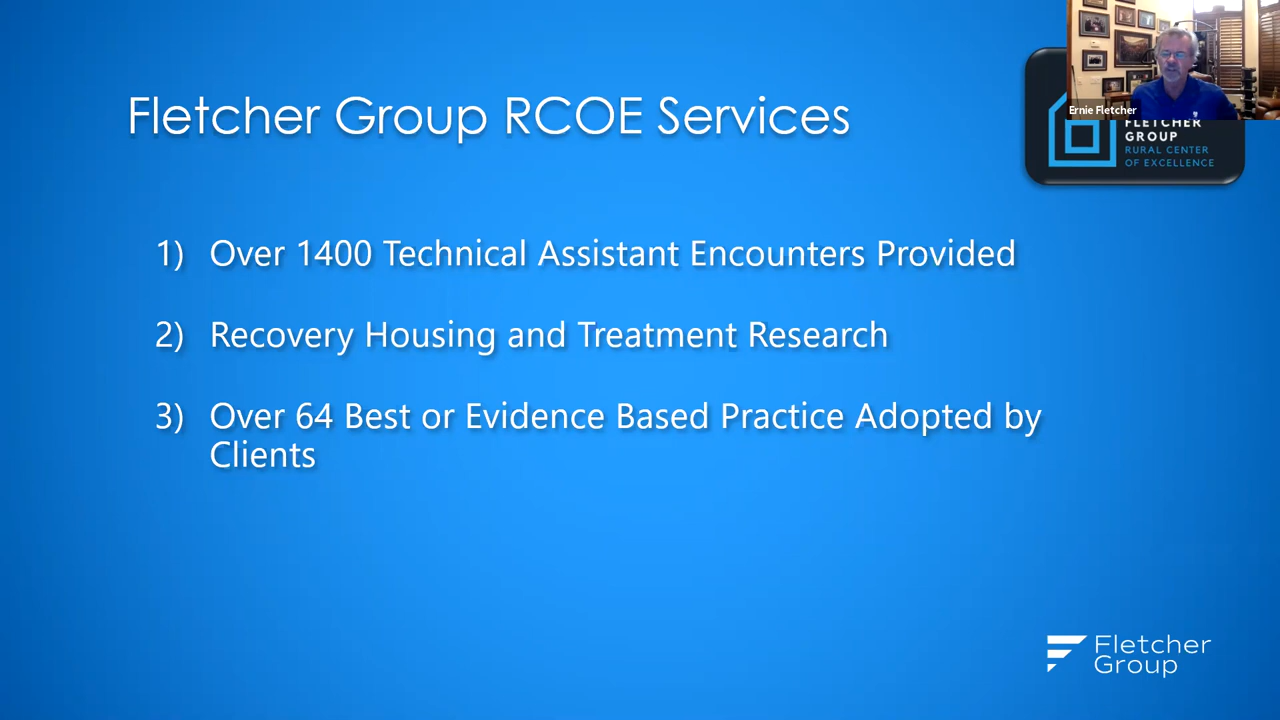 Fletcher Group RCOE Services
Ernie Fletcher
FLETCHER
GROUP
RURAL CENTER
OF EXCELLENCE
1) Over 1400 Technical Assistant Encounters Provided
2) Recovery Housing and Treatment Research
3) Over 64 Best or Evidence Based Practice Adopted by
Clients
Fletcher
Group